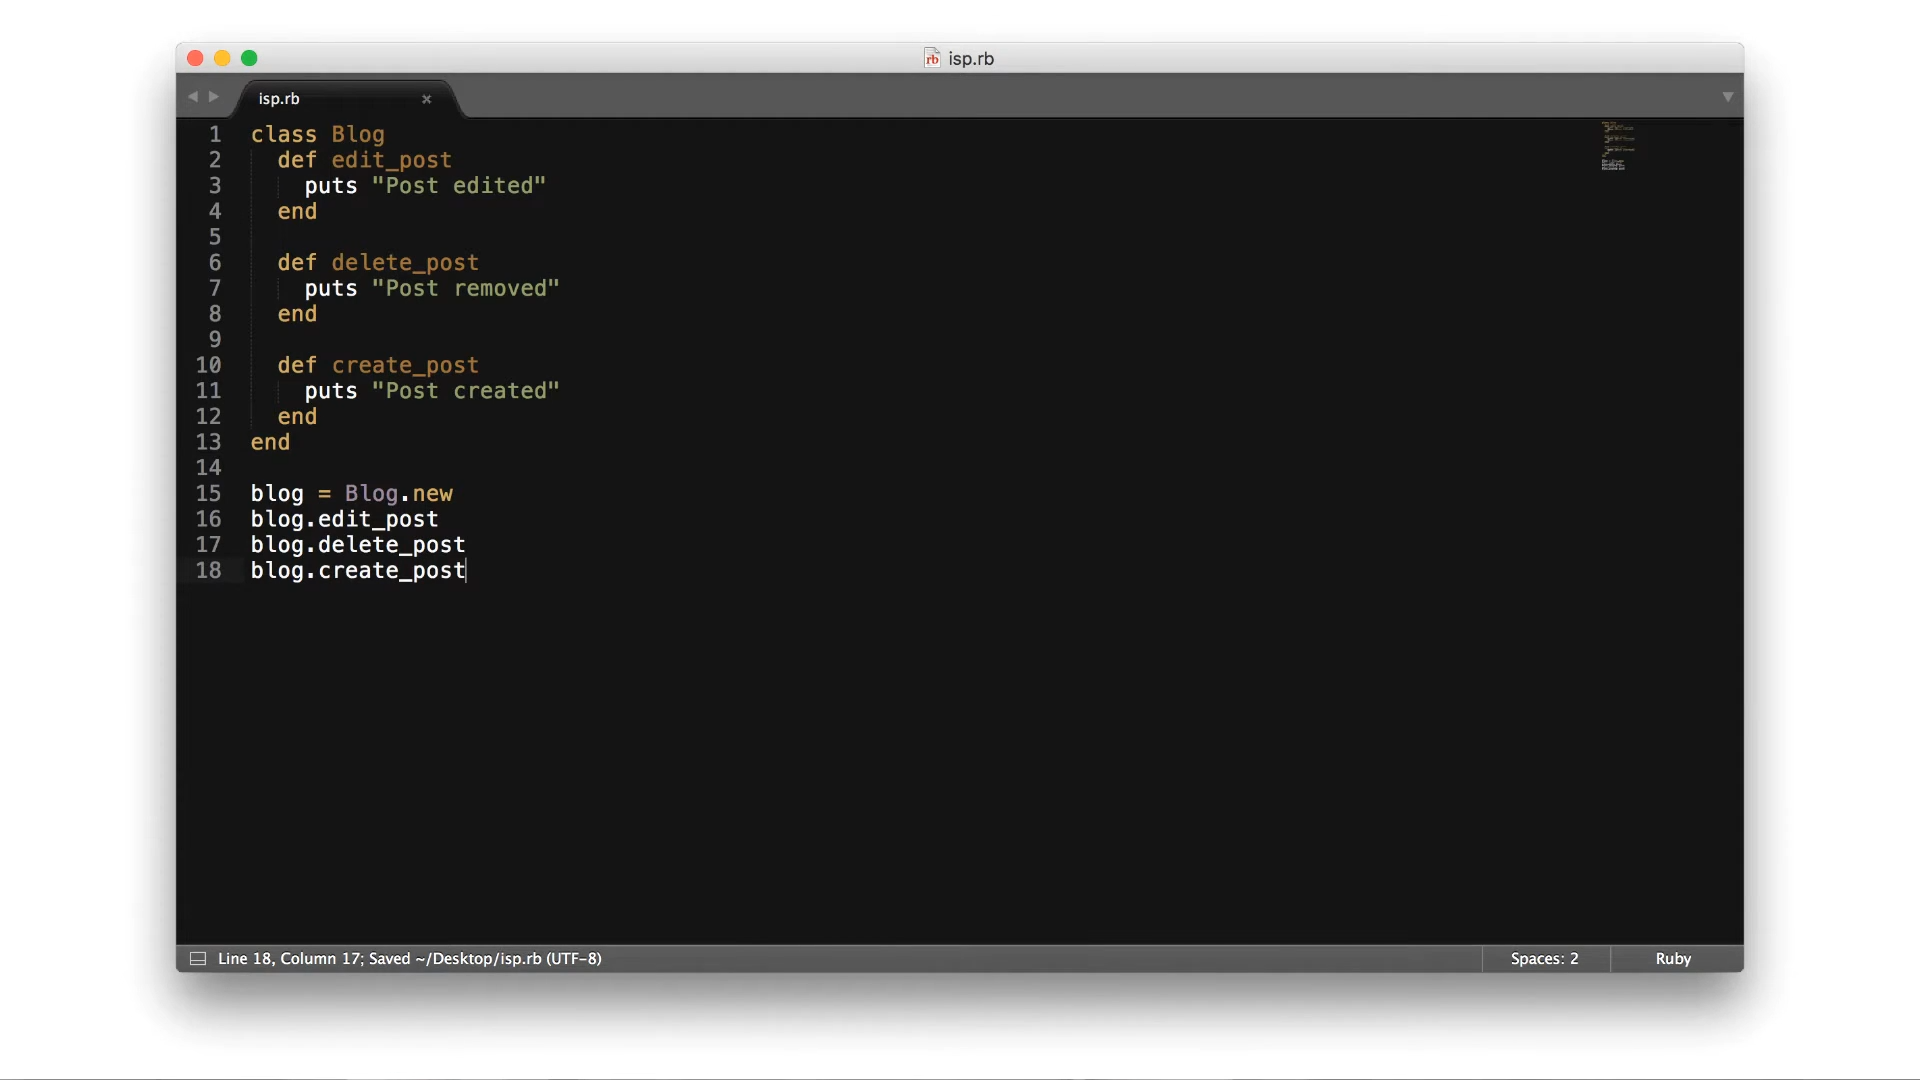 isp.rb
isp.rb
1 class Blog
2   def edit_post
3     puts "Post edited"
4   end
5
6   def delete_post
7     puts "Post removed"
8   end
9
10   def create_post
11     puts "Post created"
12   end
13 end
14
15 blog = Blog.new
16 blog.edit_post
17 blog.delete_post
18 blog.create_post
Line 18, Column 17; Saved ~/Desktop/isp.rb (UTF-8) Spaces: 2 Ruby